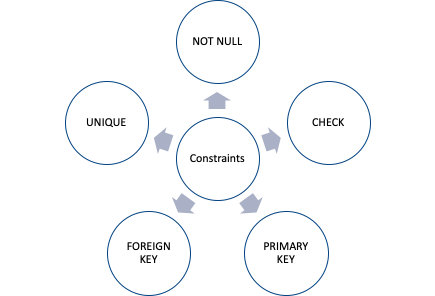 NOT NULL
UNIQUE
CHECK
Constraints
FOREIGN
KEY
PRIMARY
KEY